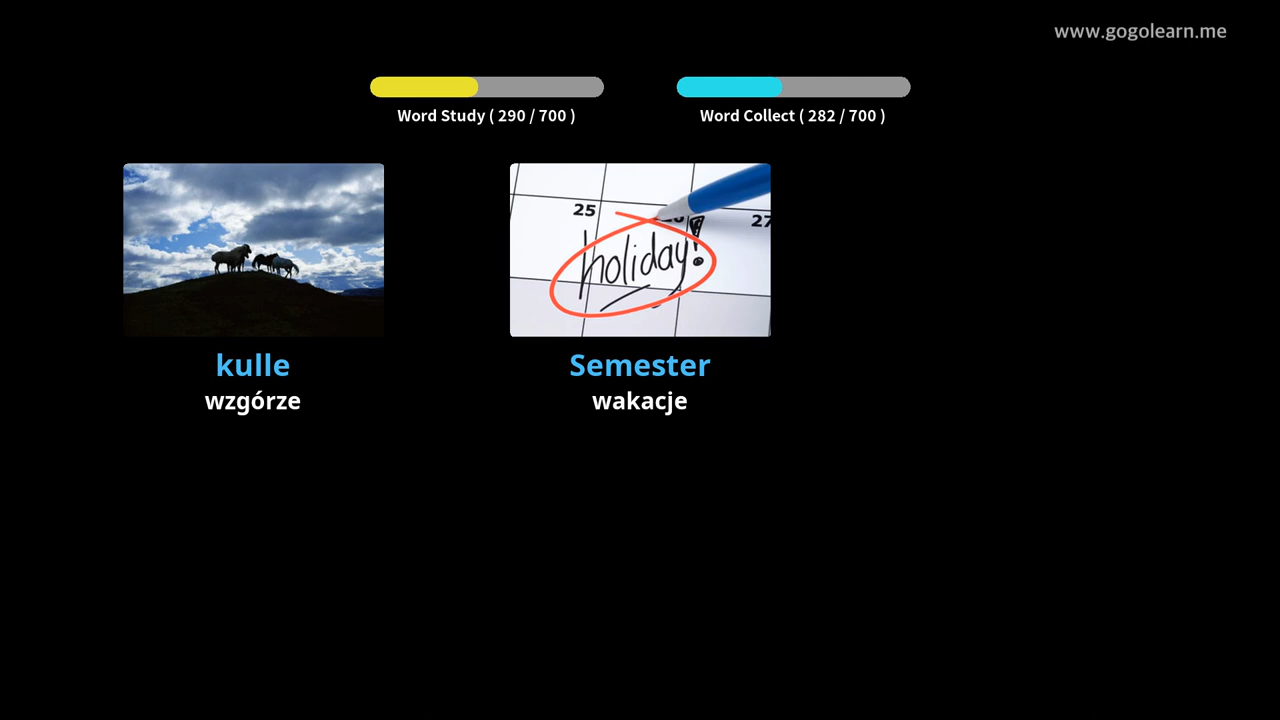 www.gogolearn.me
Word Study ( 290 / 700 )
Word Collect ( 282 / 700 )
25
27
holiday!
kulle
Semester
wzgórze
wakacje